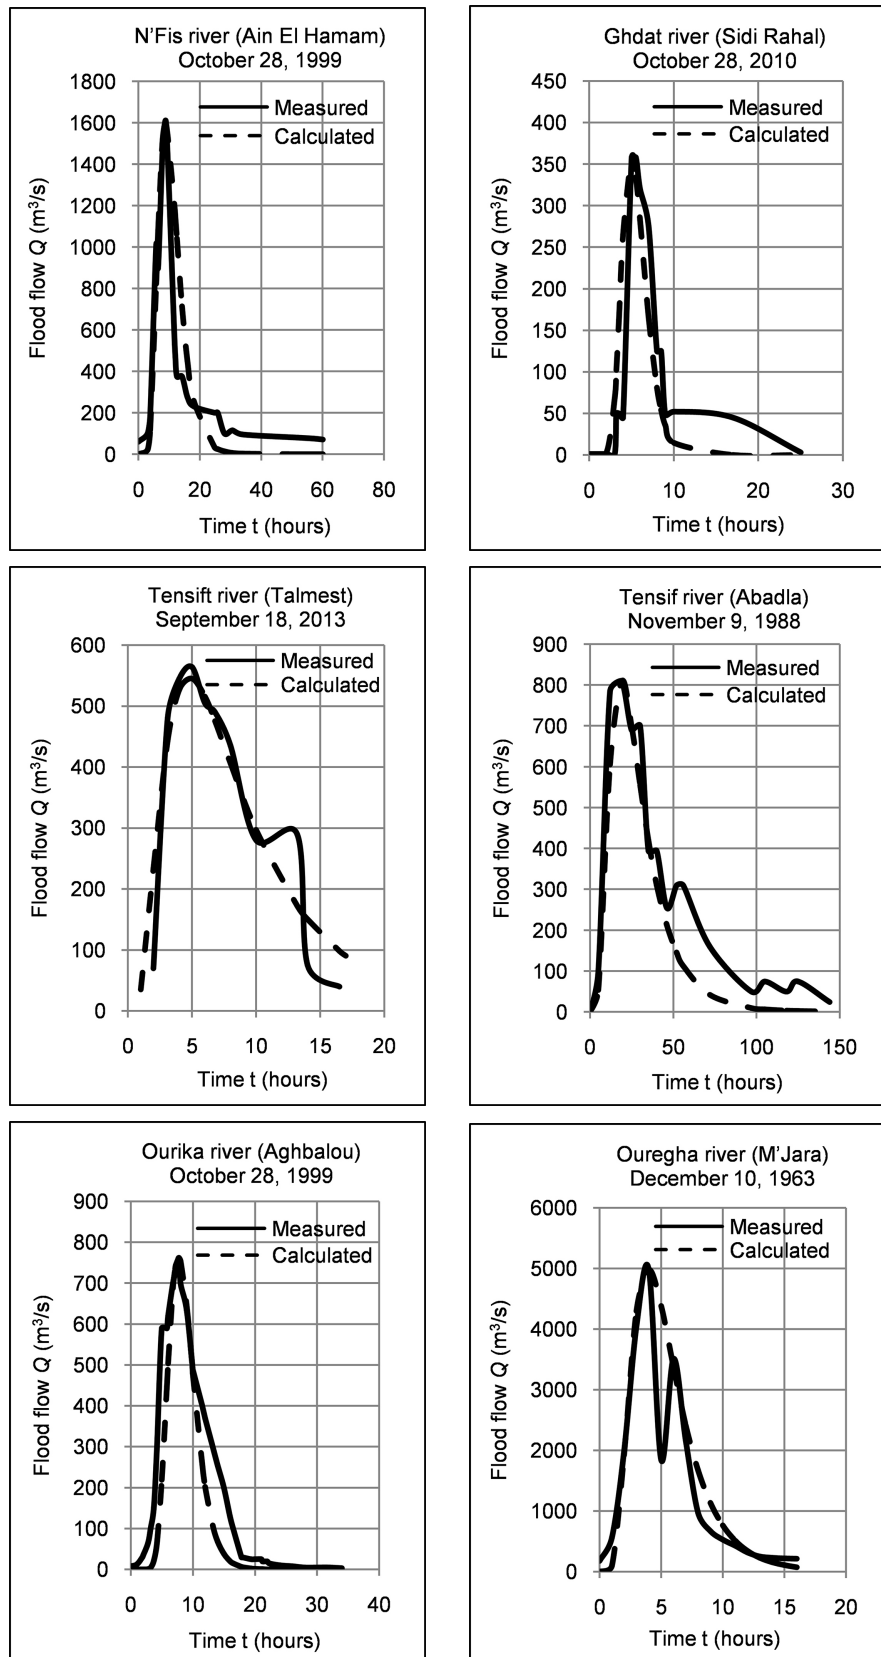 N'Fis river (Ain El Hamam)
October 28, 1999
1800
1600
1400
1200
1000
800
600
400
200
0
Flood flow Q (m³/s)
Measured
Calculated
0 20 40 60 80
Time t (hours)
Ghdat river (Sidi Rahal)
October 28, 2010
450
400
350
300
250
200
150
100
50
0
Flood flow Q (m³/s)
Measured
Calculated
0 10 20 30
Time t (hours)
Tensift river (Talmest)
September 18, 2013
600
500
400
300
200
100
0
Flood flow Q (m³/s)
Measured
Calculated
0 5 10 15 20
Time t (hours)
Tensif river (Abadla)
November 9, 1988
900
800
700
600
500
400
300
200
100
0
Flood flow Q (m³/s)
Measured
Calculated
0 50 100 150
Time t (hours)
Ourika river (Aghbalou)
October 28, 1999
900
800
700
600
500
400
300
200
100
0
Flood flow Q (m³/s)
Measured
Calculated
0 10 20 30 40
Time t (hours)
Ouregha river (M'Jara)
December 10, 1963
6000
5000
4000
3000
2000
1000
0
Flood flow Q (m³/s)
Measured
Calculated
0 5 10 15 20
Time t (hours)